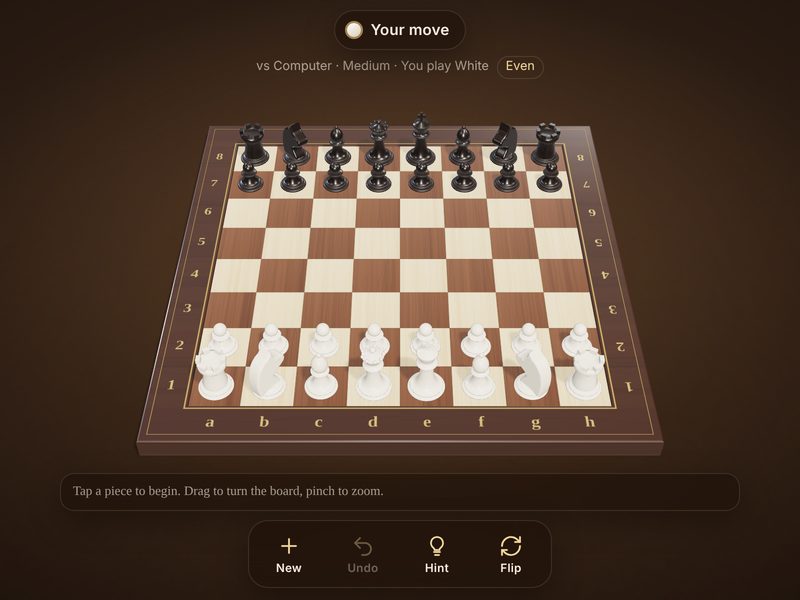 Your move
vs Computer · Medium · You play White Even
8 8
7 7
6 6
5 5
4 4
3 3
2 2
1 1
a b c d e f g h
Tap a piece to begin. Drag to turn the board, pinch to zoom.
New Undo Hint Flip